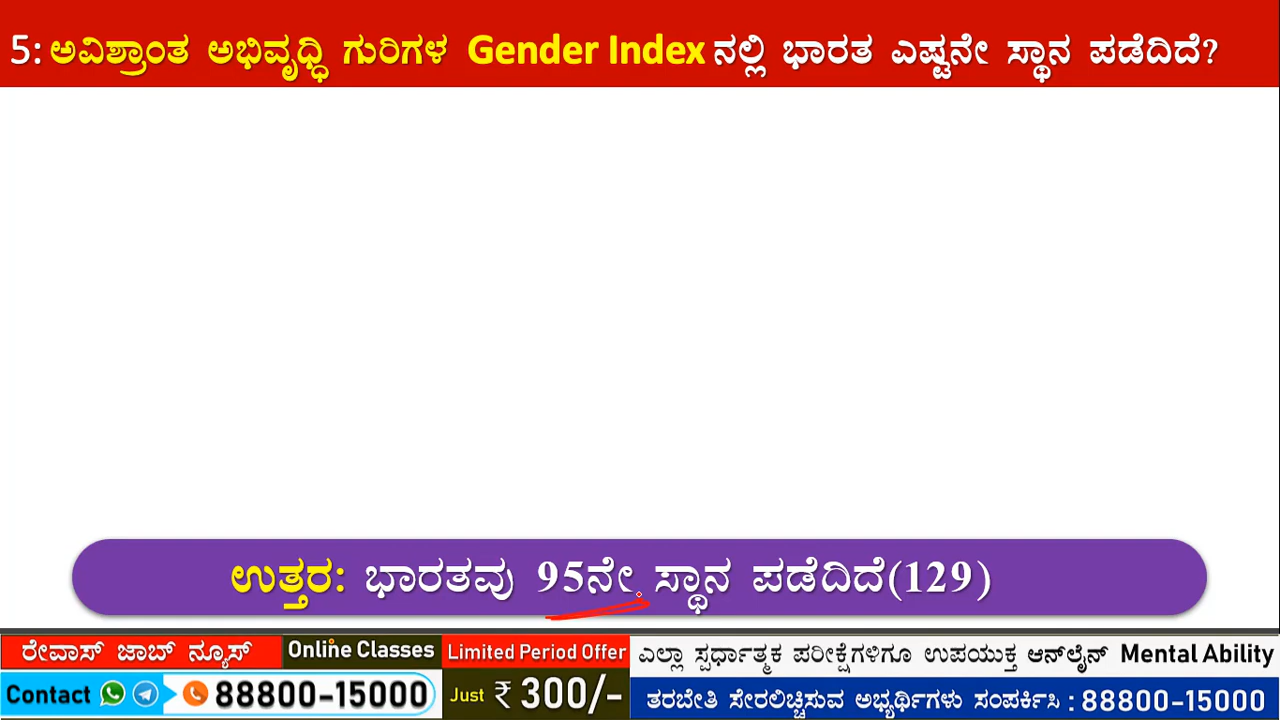 5: ಅವಿಶ್ರಾಂತ ಅಭಿವೃಧ್ಧಿ ಗುರಿಗಳ Gender Index ನಲ್ಲಿ ಭಾರತ ಎಷ್ಟನೇ ಸ್ಥಾನ ಪಡೆದಿದೆ?
ಉತ್ತರ: ಭಾರತವು 95ನೇ ಸ್ಥಾನ ಪಡೆದಿದೆ(129)
ರೇವಾಸ್ ಜಾಬ್ ನ್ಯೂಸ್ Online Classes Limited Period Offer ಎಲ್ಲಾ ಸ್ಪರ್ಧಾತ್ಮಕ ಪರೀಕ್ಷೆಗಳಿಗೂ ಉಪಯುಕ್ತ ಆನ್‌ಲೈನ್ Mental Ability
Contact 88800-15000 Just ₹ 300/- ತರಬೇತಿ ಸೇರಲಿಚ್ಚಿಸುವ ಅಭ್ಯರ್ಥಿಗಳು ಸಂಪರ್ಕಿಸಿ : 88800-15000